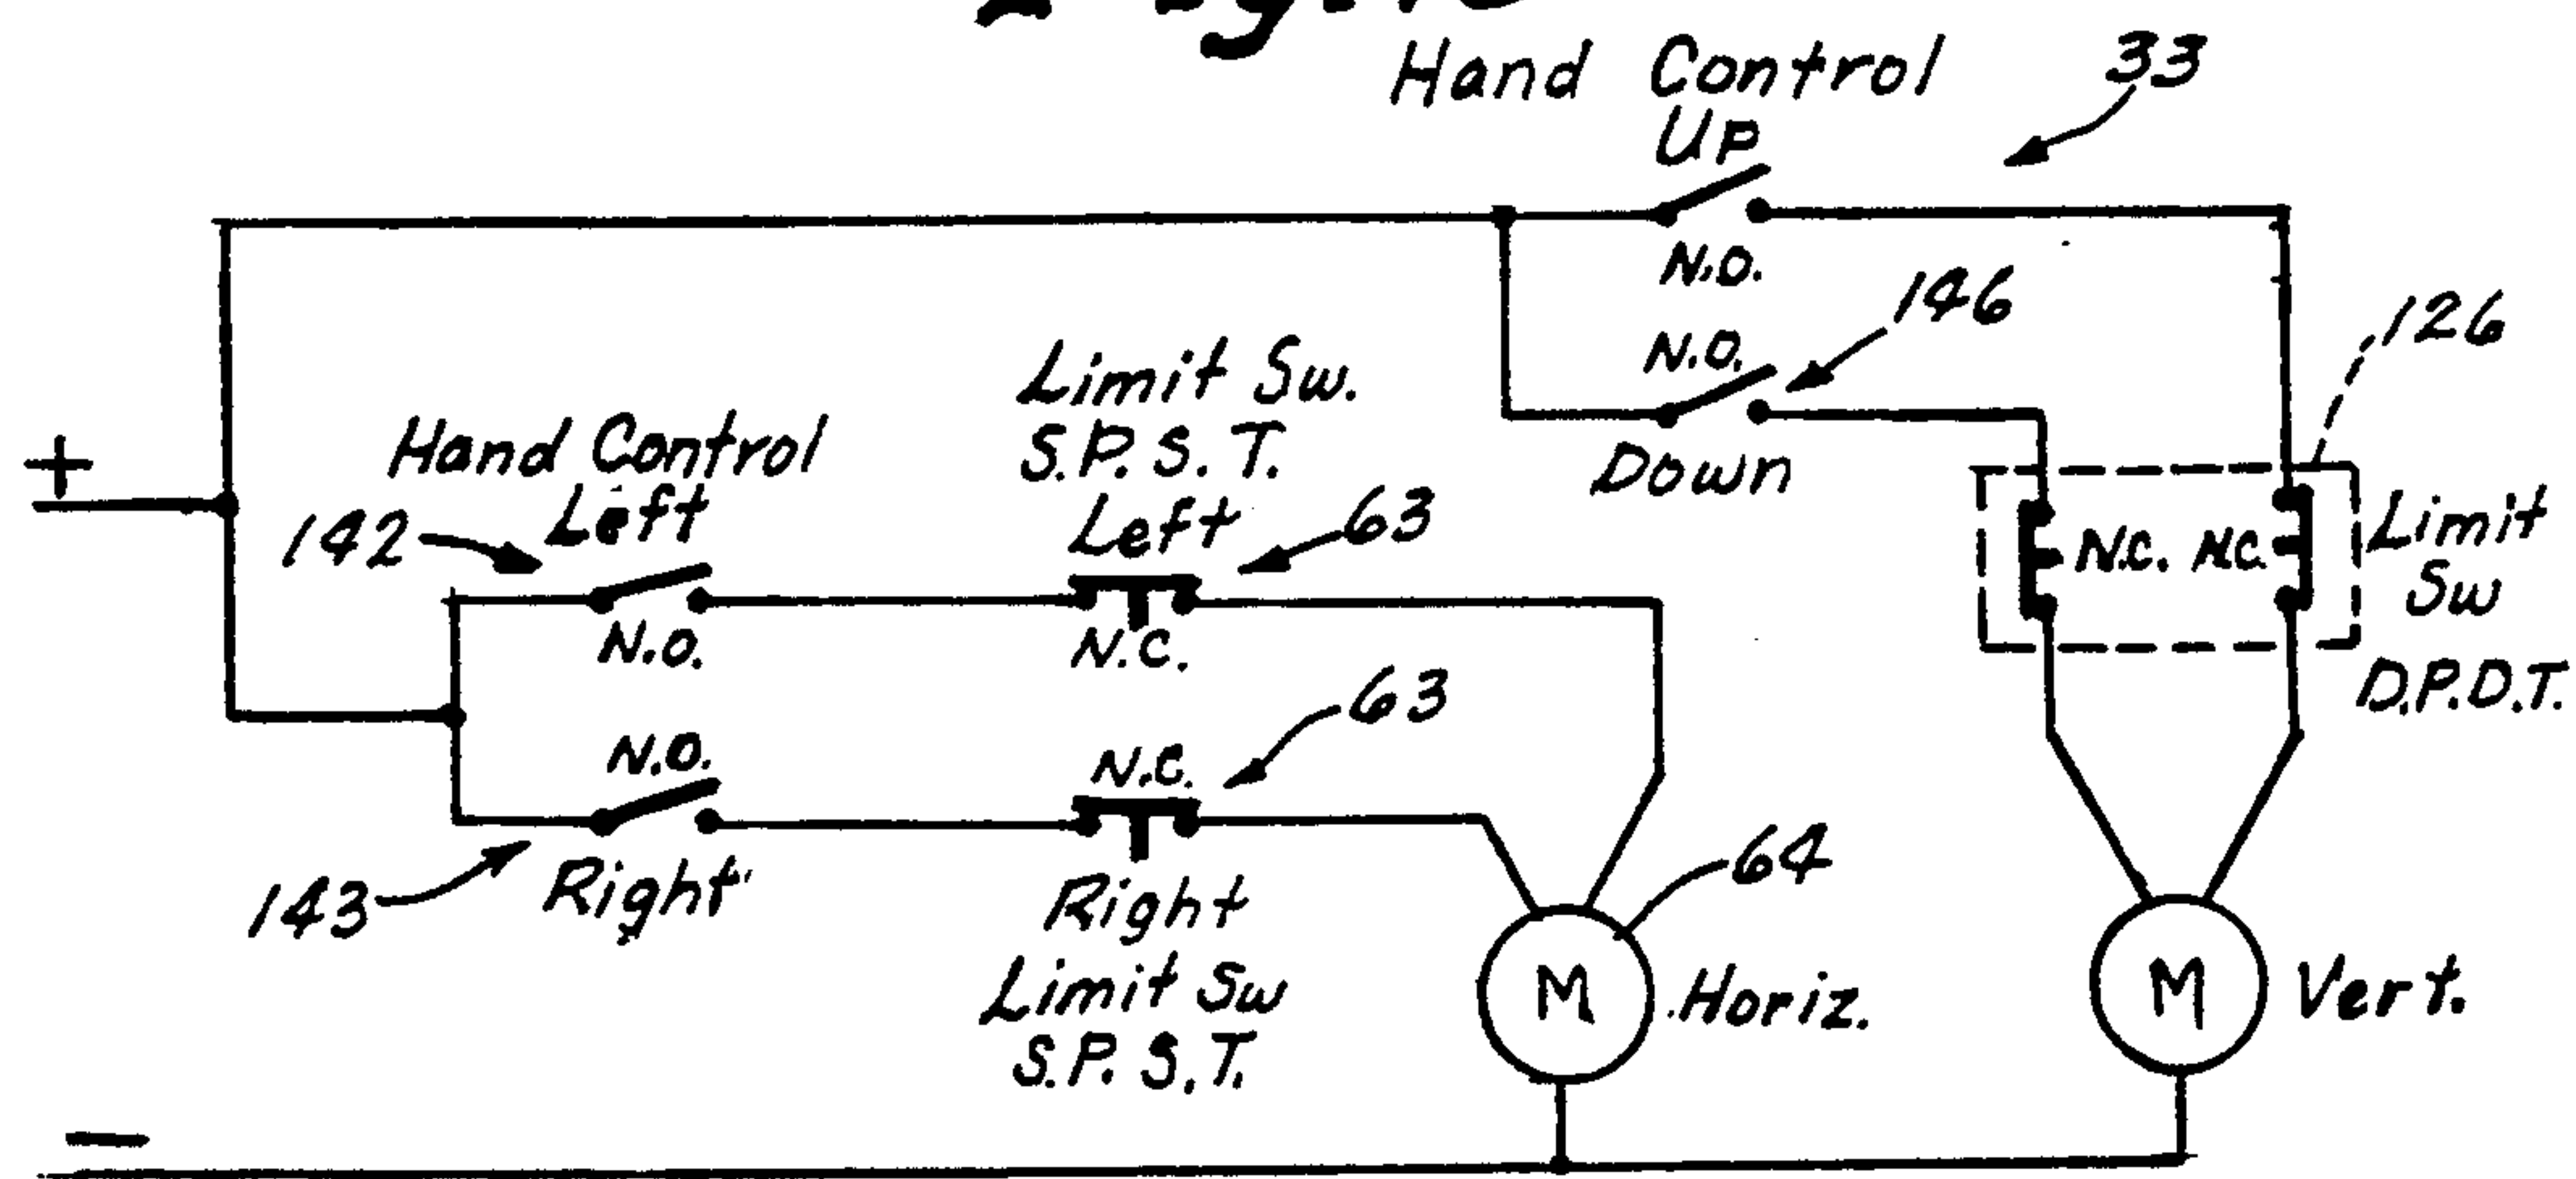 Hand Control
33
UP
N.O.
146
N.O.
Down
126
Limit Sw.
S.P.S.T.
Left
63
Hand Control
Left
142
+
N.C. N.C.
Limit
Sw
D.P.D.T.
N.O.
N.C.
63
N.O.
N.C.
143
Right
Right
Limit Sw
S.P.S.T.
64
M
Horiz.
M
Vert.
−